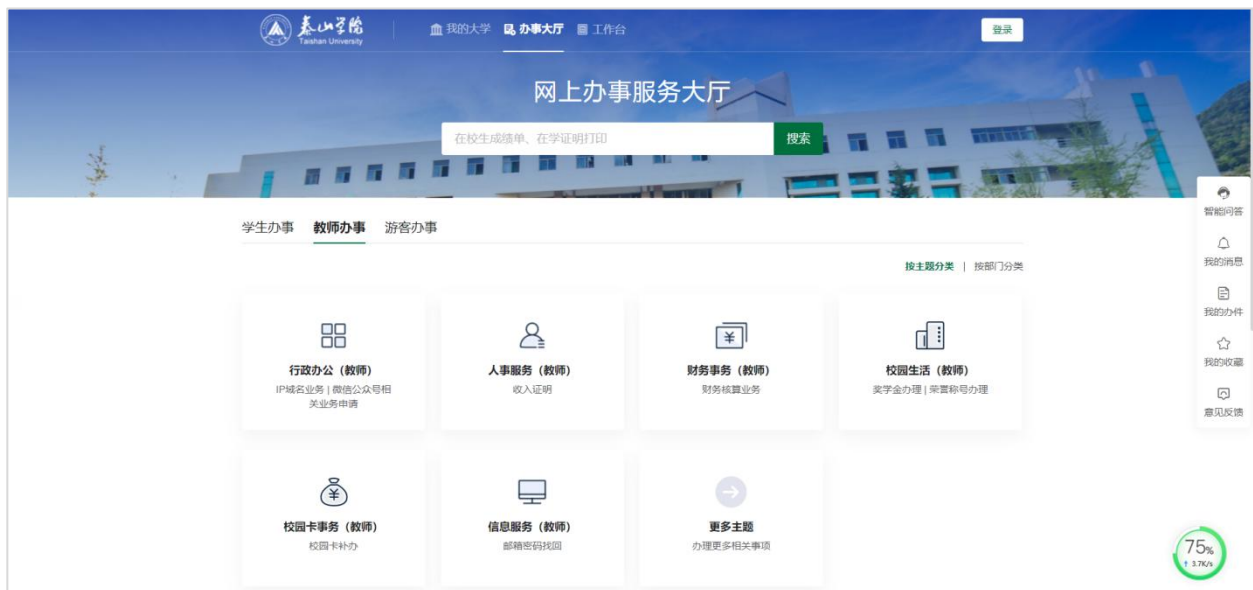 泰山学院
Taishan University
我的大学 办事大厅 工作台
登录
网上办事服务大厅
在校生成绩单、在学证明打印
搜索
学生办事 教师办事 游客办事
按主题分类 | 按部门分类
行政办公（教师）
IP域名业务 | 微信公众号相
关业务申请
人事服务（教师）
收入证明
财务事务（教师）
财务核算业务
校园生活（教师）
奖学金办理 | 荣誉称号办理
校园卡事务（教师）
校园卡补办
信息服务（教师）
邮箱密码找回
更多主题
办理更多相关事项
智能问答
我的消息
我的办件
我的收藏
意见反馈
75%
↑ 3.7K/s